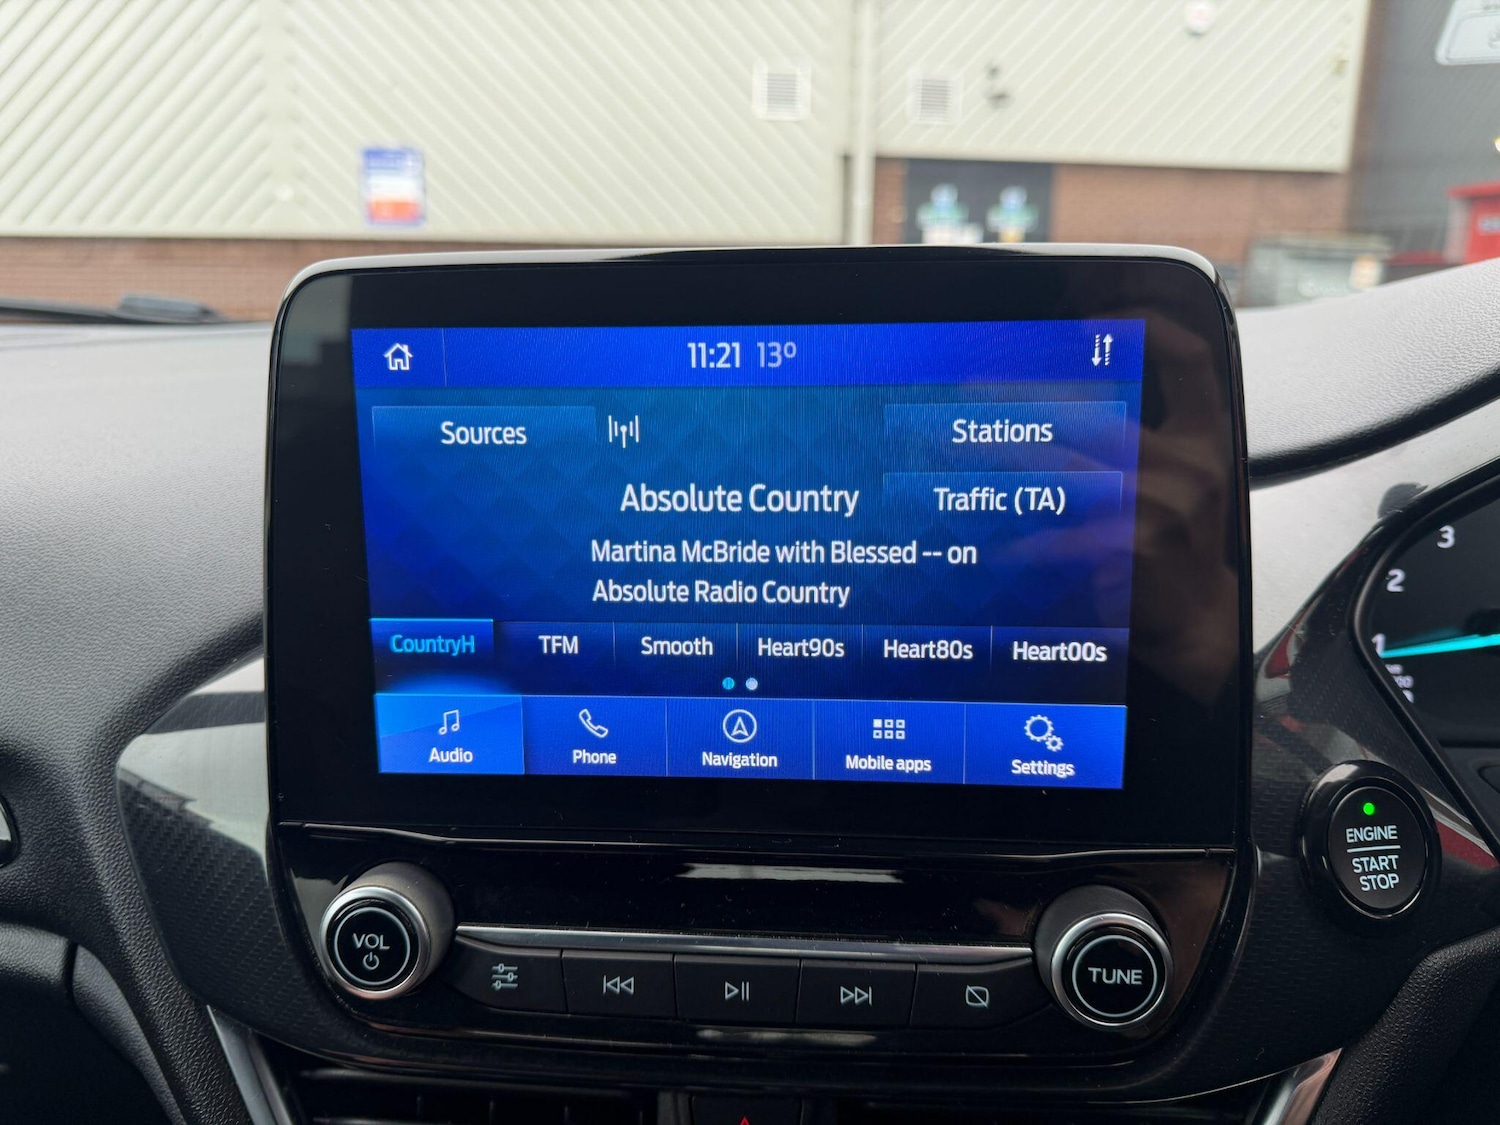 11:21 13°
Sources
Stations
Absolute Country
Traffic (TA)
Martina McBride with Blessed -- on
Absolute Radio Country
CountryH TFM Smooth Heart90s Heart80s Heart00s
Audio Phone Navigation Mobile apps Settings
VOL
TUNE
ENGINE
START
STOP
3
2
1